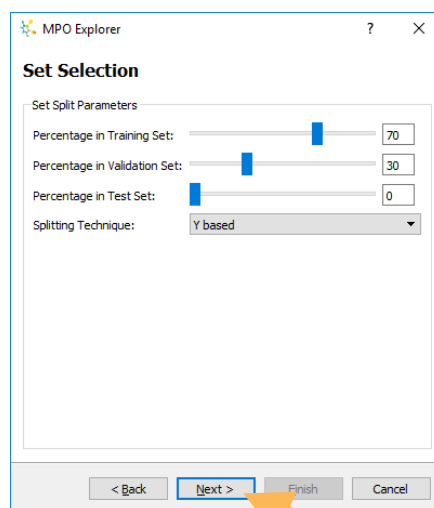 MPO Explorer ? ×
Set Selection
Set Split Parameters
Percentage in Training Set: 70
Percentage in Validation Set: 30
Percentage in Test Set: 0
Splitting Technique: Y based
< Back Next > Finish Cancel